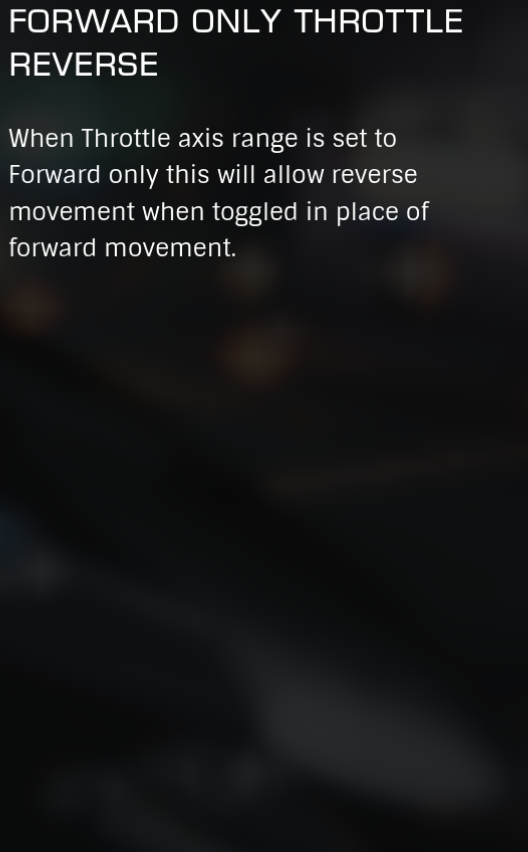 FORWARD ONLY THROTTLE
REVERSE
When Throttle axis range is set to
Forward only this will allow reverse
movement when toggled in place of
forward movement.